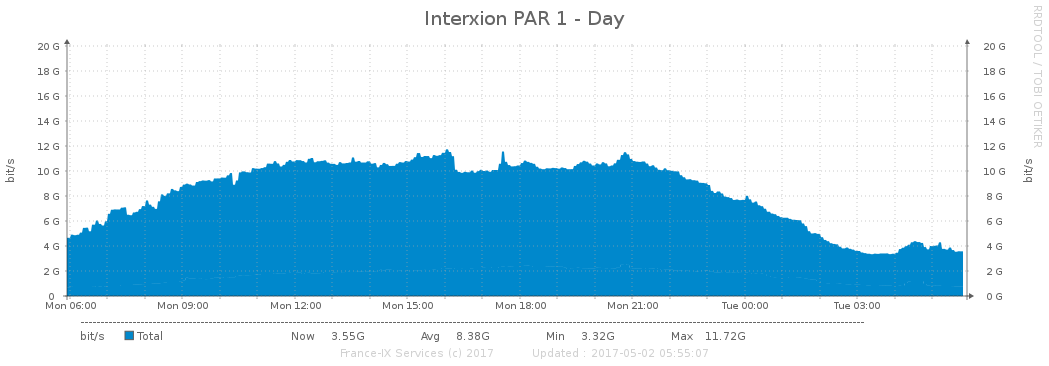 Interxion PAR 1 - Day
RRDTOOL / TOBI OETIKER
bit/s
bit/s
20 G 20 G
18 G 18 G
16 G 16 G
14 G 14 G
12 G 12 G
10 G 10 G
8 G 8 G
6 G 6 G
4 G 4 G
2 G 2 G
0 0 G
Mon 06:00 Mon 09:00 Mon 12:00 Mon 15:00 Mon 18:00 Mon 21:00 Tue 00:00 Tue 03:00
bit/s Total Now 3.55G Avg 8.38G Min 3.32G Max 11.72G
France-IX Services (c) 2017 Updated : 2017-05-02 05:55:07